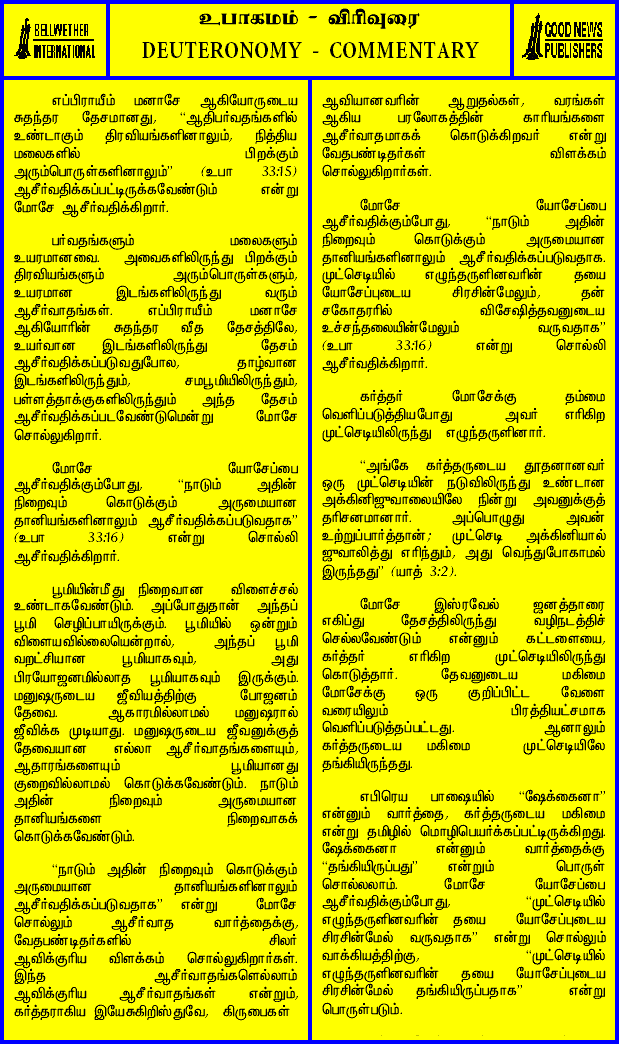 BELLWETHER
INTERNATIONAL
உபாகமம் - விரிவுரை
DEUTERONOMY - COMMENTARY
GOOD NEWS
PUBLISHERS
எப்பிராயீம் மனாசே ஆகியோருடைய
சுதந்தர தேசமானது, “ஆதிபர்வதங்களில்
உண்டாகும் திரவியங்களினாலும், நித்திய
மலைகளில் பிறக்கும்
அரும்பொருள்களினாலும்” (உபா 33:15)
ஆசீர்வதிக்கப்பட்டிருக்கவேண்டும் என்று
மோசே ஆசீர்வதிக்கிறார்.
பர்வதங்களும் மலைகளும்
உயரமானவை. அவைகளிலிருந்து பிறக்கும்
திரவியங்களும் அரும்பொருள்களும்,
உயரமான இடங்களிலிருந்து வரும்
ஆசீர்வாதங்கள். எப்பிராயீம் மனாசே
ஆகியோரின் சுதந்தர வீத தேசத்திலே,
உயர்வான இடங்களிலிருந்து தேசம்
ஆசீர்வதிக்கப்படுவதுபோல, தாழ்வான
இடங்களிலிருந்தும், சமபூமியிலிருந்தும்,
பள்ளத்தாக்குகளிலிருந்தும் அந்த தேசம்
ஆசீர்வதிக்கப்படவேண்டுமென்று மோசே
சொல்லுகிறார்.
மோசே யோசேப்பை
ஆசீர்வதிக்கும்போது, “நாடும் அதின்
நிறைவும் கொடுக்கும் அருமையான
தானியங்களினாலும் ஆசீர்வதிக்கப்படுவதாக”
(உபா 33:16) என்று சொல்லி
ஆசீர்வதிக்கிறார்.
பூமியின்மீது நிறைவான விளைச்சல்
உண்டாகவேண்டும். அப்போதுதான் அந்தப்
பூமி செழிப்பாயிருக்கும். பூமியில் ஒன்றும்
விளையவில்லையென்றால், அந்தப் பூமி
வறட்சியான பூமியாகவும், அது
பிரயோஜனமில்லாத பூமியாகவும் இருக்கும்.
மனுஷருடைய ஜீவியத்திற்கு போஜனம்
தேவை. ஆகாரமில்லாமல் மனுஷரால்
ஜீவிக்க முடியாது. மனுஷருடைய ஜீவனுக்குத்
தேவையான எல்லா ஆசீர்வாதங்களையும்,
ஆதாரங்களையும் பூமியானது
குறைவில்லாமல் கொடுக்கவேண்டும். நாடும்
அதின் நிறைவும் அருமையான
தானியங்களை நிறைவாகக்
கொடுக்கவேண்டும்.
“நாடும் அதின் நிறைவும் கொடுக்கும்
அருமையான தானியங்களினாலும்
ஆசீர்வதிக்கப்படுவதாக” என்று மோசே
சொல்லும் ஆசீர்வாத வார்த்தைக்கு,
வேதபண்டிதர்களில் சிலர்
ஆவிக்குரிய விளக்கம் சொல்லுகிறார்கள்.
இந்த ஆசீர்வாதங்களெல்லாம்
ஆவிக்குரிய ஆசீர்வாதங்கள் என்றும்,
கர்த்தராகிய இயேசுகிறிஸ்துவே, கிருபைகள்
ஆவியானவரின் ஆறுதல்கள், வரங்கள்
ஆகிய பரலோகத்தின் காரியங்களை
ஆசீர்வாதமாகக் கொடுக்கிறவர் என்று
வேதபண்டிதர்கள் விளக்கம்
சொல்லுகிறார்கள்.
மோசே யோசேப்பை
ஆசீர்வதிக்கும்போது, “நாடும் அதின்
நிறைவும் கொடுக்கும் அருமையான
தானியங்களினாலும் ஆசீர்வதிக்கப்படுவதாக.
முட்செடியில் எழுந்தருளினவரின் தயை
யோசேப்புடைய சிரசின்மேலும், தன்
சகோதரரில் விசேஷித்தவனுடைய
உச்சந்தலையின்மேலும் வருவதாக”
(உபா 33:16) என்று சொல்லி
ஆசீர்வதிக்கிறார்.
கர்த்தர் மோசேக்கு தம்மை
வெளிப்படுத்தியபோது அவர் எரிகிற
முட்செடியிலிருந்து எழுந்தருளினார்.
“அங்கே கர்த்தருடைய தூதனானவர்
ஒரு முட்செடியின் நடுவிலிருந்து உண்டான
அக்கினிஜுவாலையிலே நின்று அவனுக்குத்
தரிசனமானார். அப்பொழுது அவன்
உற்றுப்பார்த்தான்; முட்செடி அக்கினியால்
ஜுவாலித்து எரிந்தும், அது வெந்துபோகாமல்
இருந்தது” (யாத் 3:2).
மோசே இஸ்ரவேல் ஜனத்தாரை
எகிப்து தேசத்திலிருந்து வழிநடத்திச்
செல்லவேண்டும் என்னும் கட்டளையை,
கர்த்தர் எரிகிற முட்செடியிலிருந்து
கொடுத்தார். தேவனுடைய மகிமை
மோசேக்கு ஒரு குறிப்பிட்ட வேளை
வரையிலும் பிரத்தியட்சமாக
வெளிப்படுத்தப்பட்டது. ஆனாலும்
கர்த்தருடைய மகிமை முட்செடியிலே
தங்கியிருந்தது.
எபிரெய பாஷையில் “ஷேக்கைனா”
என்னும் வார்த்தை, கர்த்தருடைய மகிமை
என்று தமிழில் மொழிபெயர்க்கப்பட்டிருக்கிறது.
ஷேக்கைனா என்னும் வார்த்தைக்கு
“தங்கியிருப்பது” என்றும் பொருள்
சொல்லலாம். மோசே யோசேப்பை
ஆசீர்வதிக்கும்போது, “முட்செடியில்
எழுந்தருளினவரின் தயை யோசேப்புடைய
சிரசின்மேல் வருவதாக” என்று சொல்லும்
வாக்கியத்திற்கு, “முட்செடியில்
எழுந்தருளினவரின் தயை யோசேப்புடைய
சிரசின்மேல் தங்கியிருப்பதாக” என்று
பொருள்படும்.